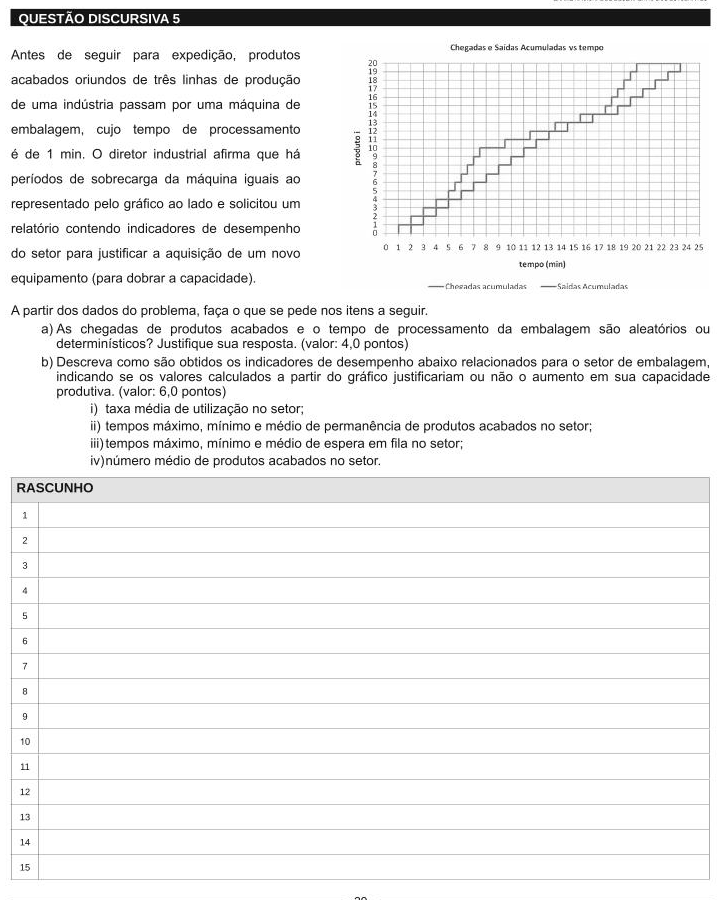 QUESTÃO DISCURSIVA 5
Antes de seguir para expedição, produtos
acabados oriundos de três linhas de produção
de uma indústria passam por uma máquina de
embalagem, cujo tempo de processamento
é de 1 min. O diretor industrial afirma que há
períodos de sobrecarga da máquina iguais ao
representado pelo gráfico ao lado e solicitou um
relatório contendo indicadores de desempenho
do setor para justificar a aquisição de um novo
equipamento (para dobrar a capacidade).
Chegadas e Saídas Acumuladas vs tempo
produto i
20
19
18
17
16
15
14
13
12
11
10
9
8
7
6
5
4
3
2
1
0
0 1 2 3 4 5 6 7 8 9 10 11 12 13 14 15 16 17 18 19 20 21 22 23 24 25
tempo (min)
Chegadas acumuladas Saídas Acumuladas
A partir dos dados do problema, faça o que se pede nos itens a seguir.
a) As chegadas de produtos acabados e o tempo de processamento da embalagem são aleatórios ou
determinísticos? Justifique sua resposta. (valor: 4,0 pontos)
b) Descreva como são obtidos os indicadores de desempenho abaixo relacionados para o setor de embalagem,
indicando se os valores calculados a partir do gráfico justificariam ou não o aumento em sua capacidade
produtiva. (valor: 6,0 pontos)
i) taxa média de utilização no setor;
ii) tempos máximo, mínimo e médio de permanência de produtos acabados no setor;
iii) tempos máximo, mínimo e médio de espera em fila no setor;
iv) número médio de produtos acabados no setor.
RASCUNHO
1
2
3
4
5
6
7
8
9
10
11
12
13
14
15